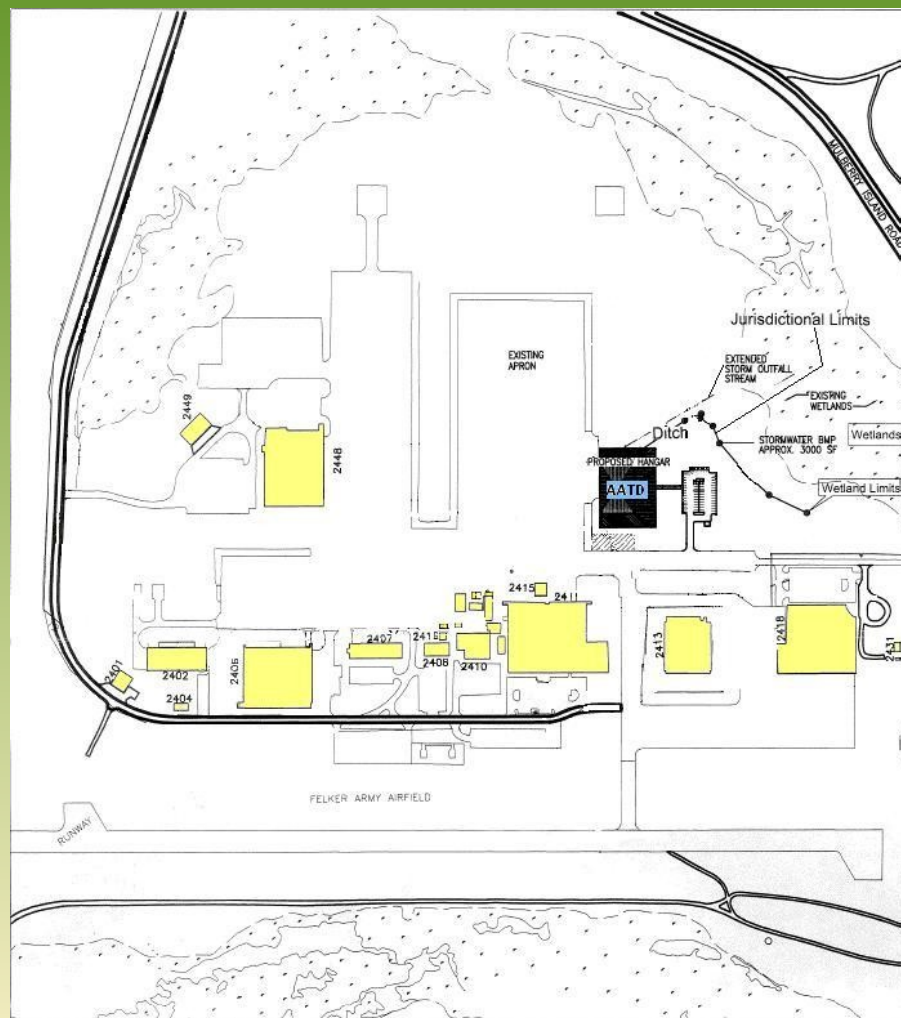 MULBERRY ISLAND ROAD
Jurisdictional Limits
EXISTING
APRON
EXTENDED
STORM OUTFALL
STREAM
EXISTING
WETLANDS
Ditch
STORMWATER BMP
APPROX. 3000 SF
Wetlands
PROPOSED HANGAR
AATD
Wetland Limits
2449
2448
2415
2411
2401
2402
2404
2406
2407
2408
2410
2413
2418
2431
FELKER ARMY AIRFIELD
RUNWAY